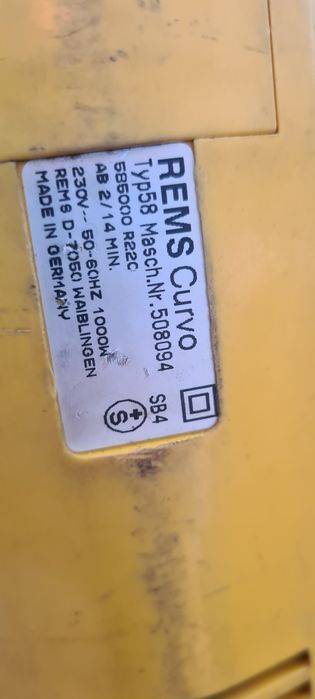 REMS Curvo
Typ58 Masch.Nr. 508094
585000 R220 SB4
AB 2/14 MIN.
230V~ 50-60HZ 1000W
REMS D-7050 WAIBLINGEN
MADE IN GERMANY
+S